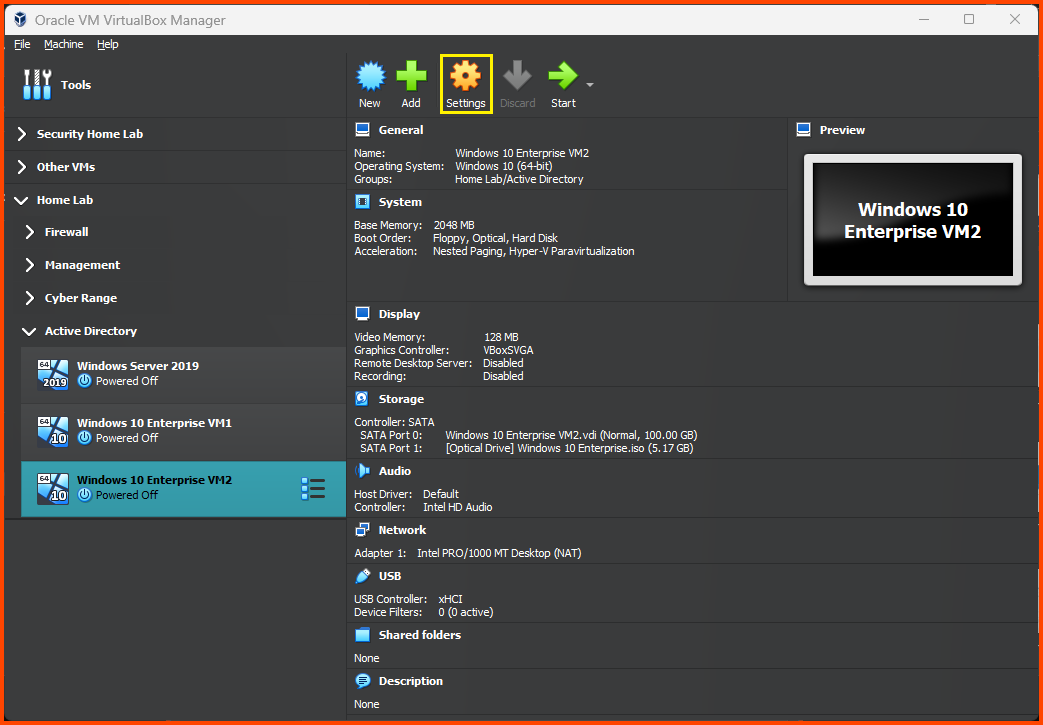 Oracle VM VirtualBox Manager
File Machine Help
Tools
New Add Settings Discard Start
Security Home Lab
Other VMs
Home Lab
Firewall
Management
Cyber Range
Active Directory
64 2019 Windows Server 2019
Powered Off
64 10 Windows 10 Enterprise VM1
Powered Off
64 10 Windows 10 Enterprise VM2
Powered Off
General
Name: Windows 10 Enterprise VM2
Operating System: Windows 10 (64-bit)
Groups: Home Lab/Active Directory
System
Base Memory: 2048 MB
Boot Order: Floppy, Optical, Hard Disk
Acceleration: Nested Paging, Hyper-V Paravirtualization
Preview
Windows 10
Enterprise VM2
Display
Video Memory: 128 MB
Graphics Controller: VBoxSVGA
Remote Desktop Server: Disabled
Recording: Disabled
Storage
Controller: SATA
SATA Port 0: Windows 10 Enterprise VM2.vdi (Normal, 100.00 GB)
SATA Port 1: [Optical Drive] Windows 10 Enterprise.iso (5.17 GB)
Audio
Host Driver: Default
Controller: Intel HD Audio
Network
Adapter 1: Intel PRO/1000 MT Desktop (NAT)
USB
USB Controller: xHCI
Device Filters: 0 (0 active)
Shared folders
None
Description
None